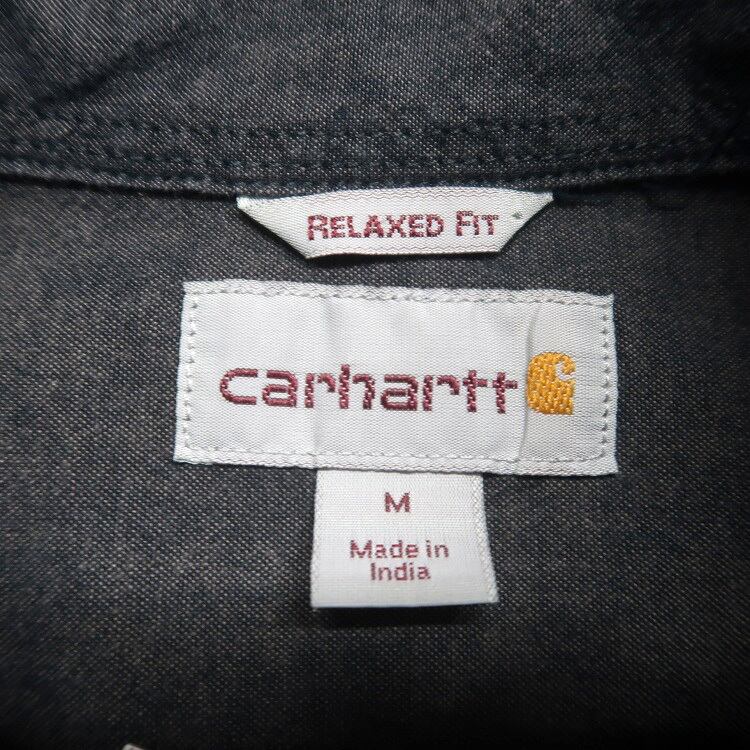 RELAXED FIT
carhartt
M
Made in
India